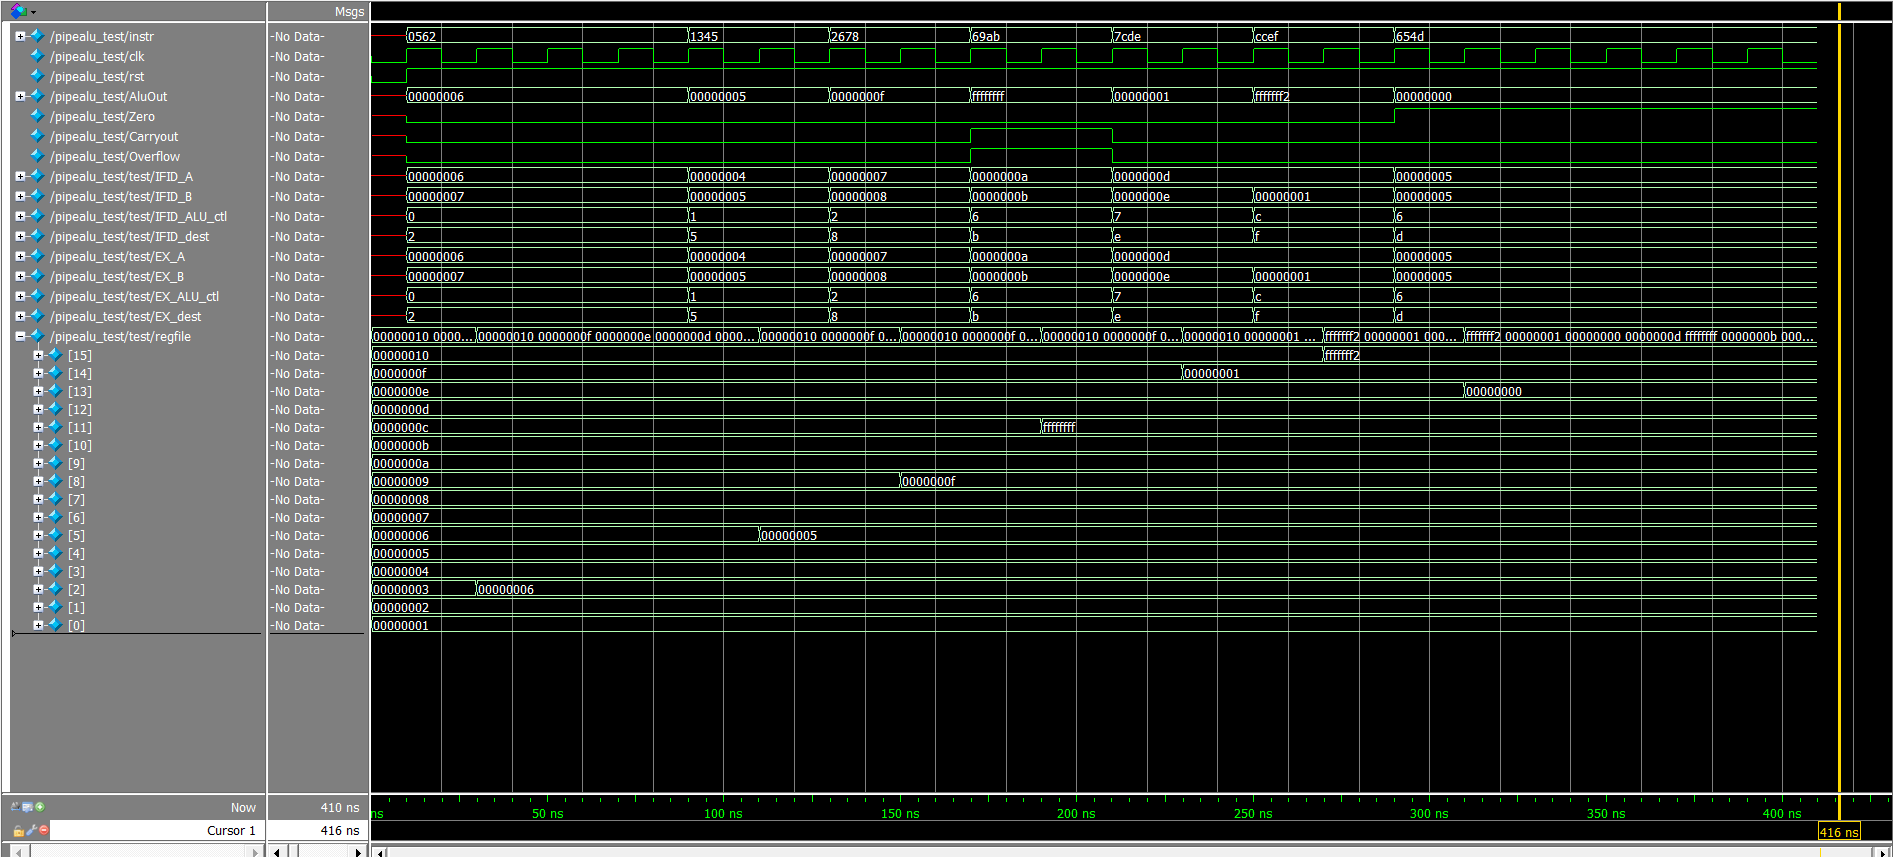 Msgs
/pipealu_test/instr -No Data- 0562 1345 2678 69ab 7cde ccef 654d
/pipealu_test/clk -No Data-
/pipealu_test/rst -No Data-
/pipealu_test/AluOut -No Data- 00000006 00000005 0000000f ffffffff 00000001 fffffff2 00000000
/pipealu_test/Zero -No Data-
/pipealu_test/Carryout -No Data-
/pipealu_test/Overflow -No Data-
/pipealu_test/test/IFID_A -No Data- 00000006 00000004 00000007 0000000a 0000000d 00000005
/pipealu_test/test/IFID_B -No Data- 00000007 00000005 00000008 0000000b 0000000e 00000001 00000005
/pipealu_test/test/IFID_ALU_ctl -No Data- 0 1 2 6 7 c 6
/pipealu_test/test/IFID_dest -No Data- 2 5 8 b e f d
/pipealu_test/test/EX_A -No Data- 00000006 00000004 00000007 0000000a 0000000d 00000005
/pipealu_test/test/EX_B -No Data- 00000007 00000005 00000008 0000000b 0000000e 00000001 00000005
/pipealu_test/test/EX_ALU_ctl -No Data- 0 1 2 6 7 c 6
/pipealu_test/test/EX_dest -No Data- 2 5 8 b e f d
/pipealu_test/test/regfile -No Data- 00000010 0000... 00000010 0000000f 0000000e 0000000d 0000... 00000010 0000000f 0... 00000010 0000000f 0... 00000010 0000000f 0... 00000010 00000001 ... fffffff2 00000001 000... fffffff2 00000001 00000000 0000000d ffffffff 0000000b 000...
[15] -No Data- 00000010 fffffff2
[14] -No Data- 0000000f 00000001
[13] -No Data- 0000000e 00000000
[12] -No Data- 0000000d
[11] -No Data- 0000000c ffffffff
[10] -No Data- 0000000b
[9] -No Data- 0000000a
[8] -No Data- 00000009 0000000f
[7] -No Data- 00000008
[6] -No Data- 00000007
[5] -No Data- 00000006 00000005
[4] -No Data- 00000005
[3] -No Data- 00000004
[2] -No Data- 00000003 00000006
[1] -No Data- 00000002
[0] -No Data- 00000001
Now 410 ns ns 50 ns 100 ns 150 ns 200 ns 250 ns 300 ns 350 ns 400 ns
Cursor 1 416 ns 416 ns